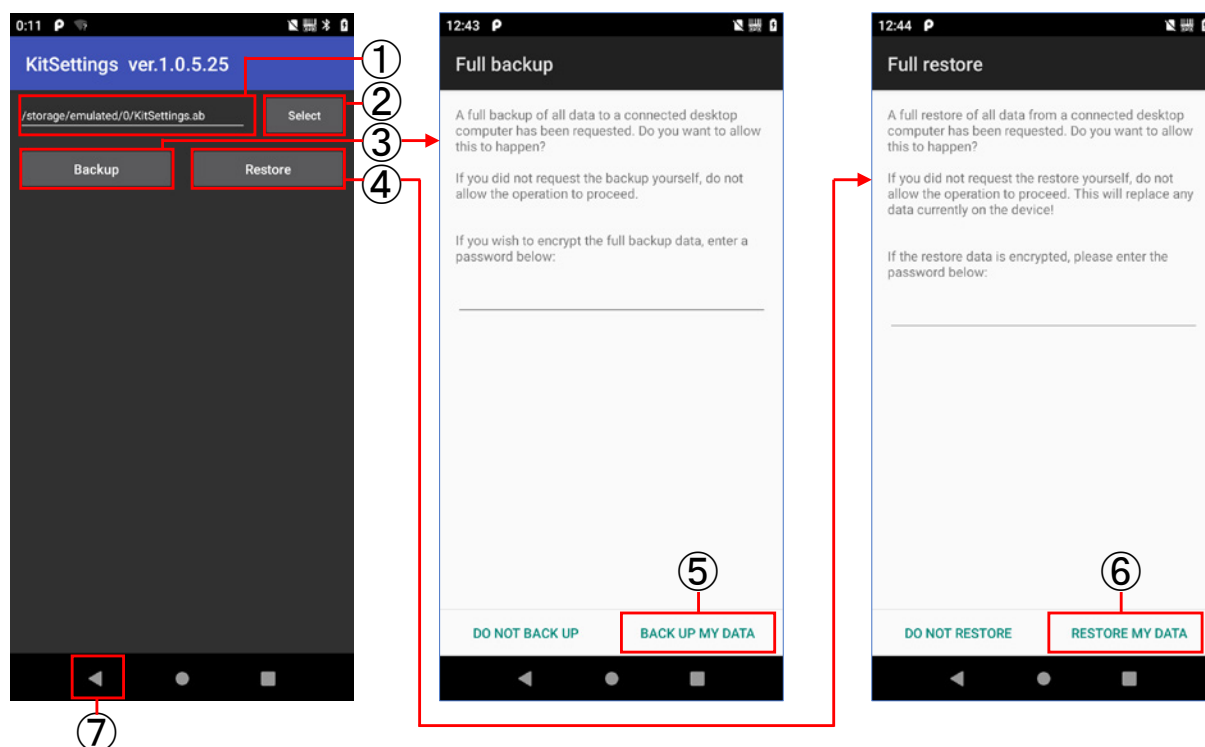 0:11
KitSettings ver.1.0.5.25
/storage/emulated/0/KitSettings.ab
Select
Backup
Restore
①
②
③
④
⑦
12:43
Full backup
A full backup of all data to a connected desktop
computer has been requested. Do you want to allow
this to happen?
If you did not request the backup yourself, do not
allow the operation to proceed.
If you wish to encrypt the full backup data, enter a
password below:
⑤
DO NOT BACK UP
BACK UP MY DATA
12:44
Full restore
A full restore of all data from a connected desktop
computer has been requested. Do you want to allow
this to happen?
If you did not request the restore yourself, do not
allow the operation to proceed. This will replace any
data currently on the device!
If the restore data is encrypted, please enter the
password below:
⑥
DO NOT RESTORE
RESTORE MY DATA